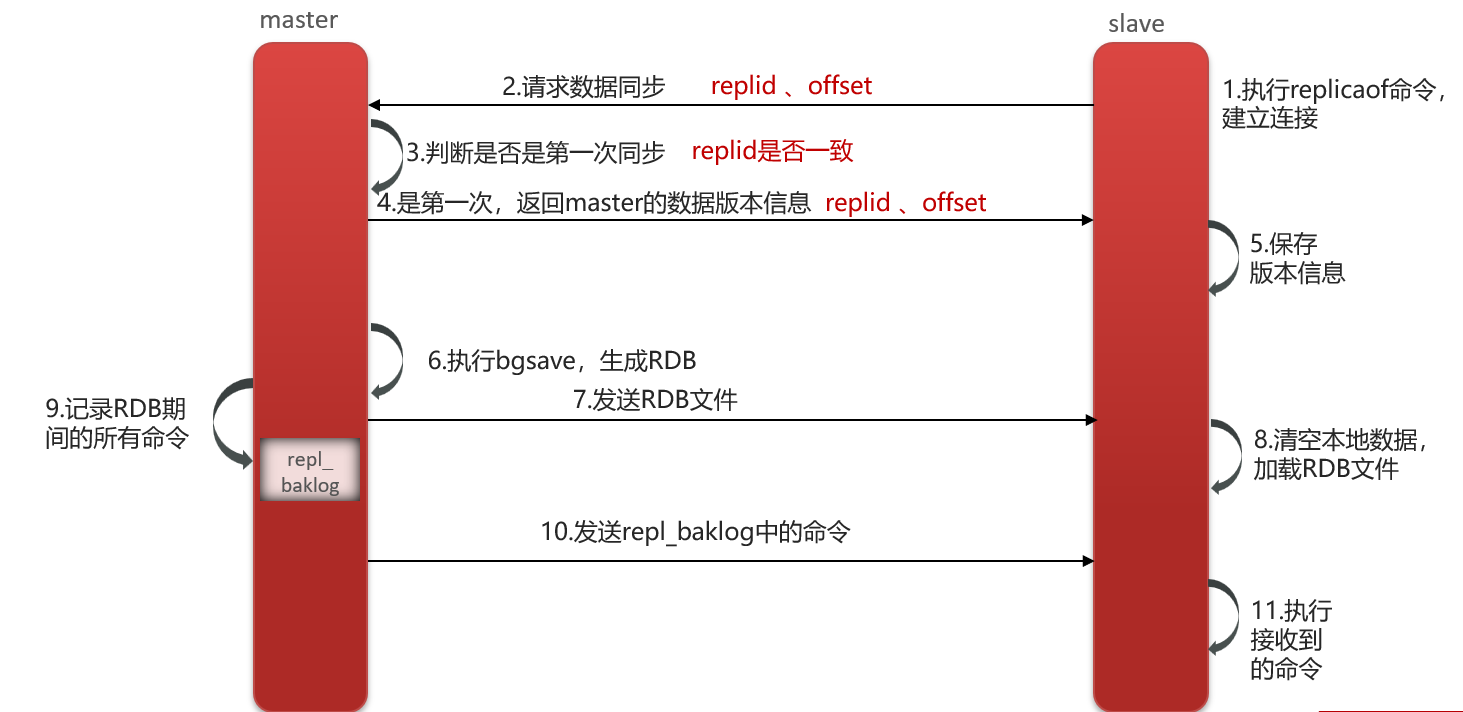 master
slave
2.请求数据同步 replid 、offset
1.执行replicaof命令，
建立连接
3.判断是否是第一次同步 replid是否一致
4.是第一次，返回master的数据版本信息 replid 、offset
5.保存
版本信息
6.执行bgsave，生成RDB
7.发送RDB文件
9.记录RDB期
间的所有命令
repl_
baklog
8.清空本地数据，
加载RDB文件
10.发送repl_baklog中的命令
11.执行
接收到
的命令